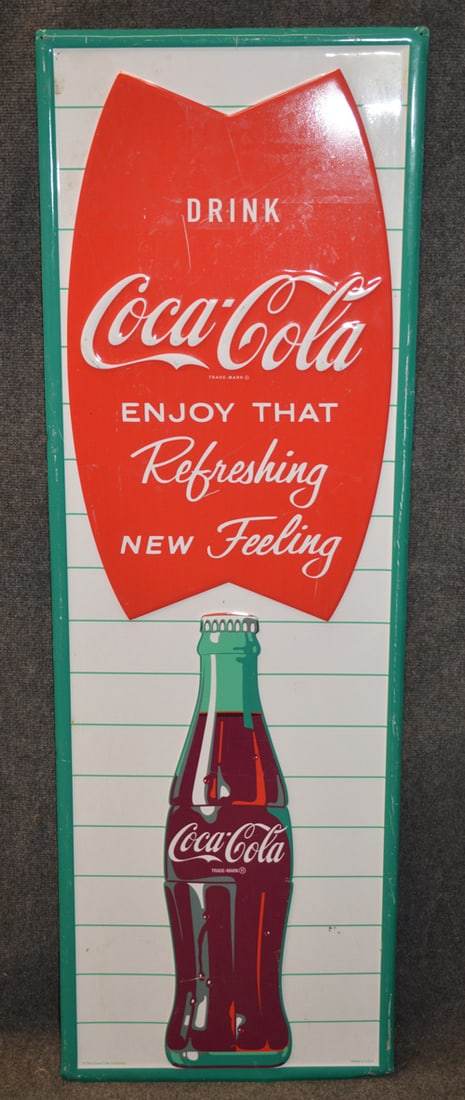 DRINK
Coca-Cola
TRADE-MARK ®
ENJOY THAT
Refreshing
NEW Feeling
Coca-Cola
TRADE-MARK ®